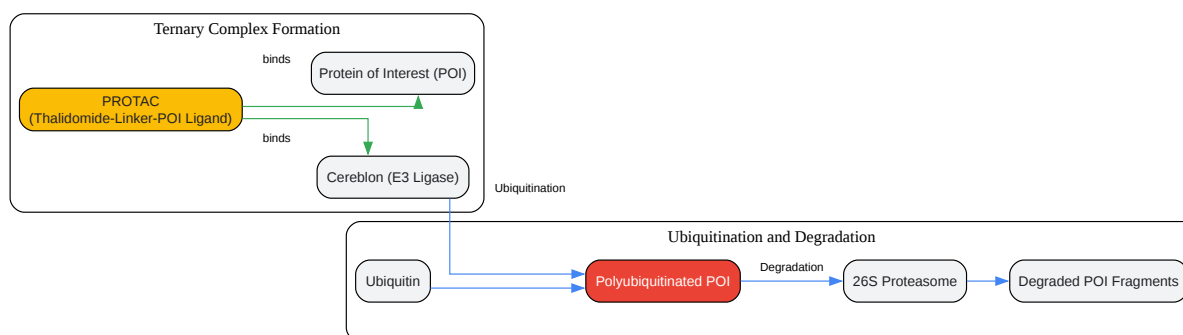 Ternary Complex Formation
binds
Protein of Interest (POI)
PROTAC
(Thalidomide-Linker-POI Ligand)
binds
Cereblon (E3 Ligase)
Ubiquitination
Ubiquitination and Degradation
Ubiquitin
Polyubiquitinated POI
Degradation
26S Proteasome
Degraded POI Fragments